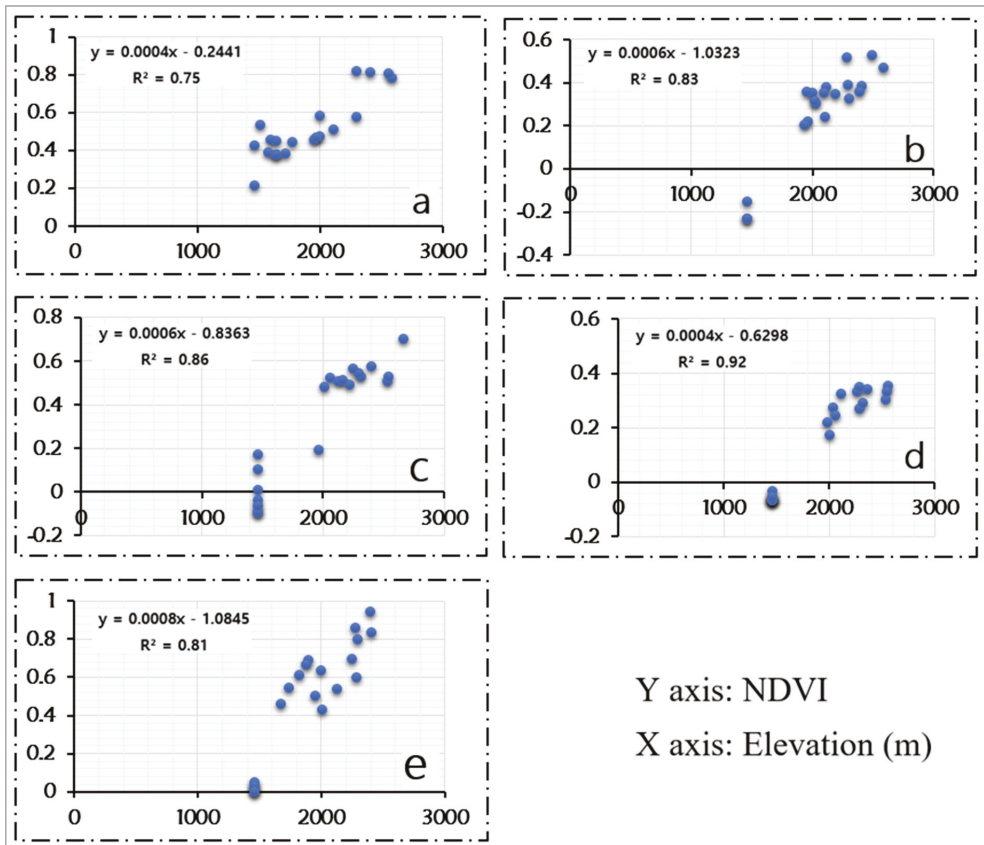 1
y = 0.0004x - 0.2441
R² = 0.75
0.8
0.6
0.4
0.2
0
0 1000 2000 3000
a
0.6
y = 0.0006x - 1.0323
R² = 0.83
0.4
0.2
b
0
0 1000 2000 3000
-0.2
-0.4
0.8
y = 0.0006x - 0.8363
R² = 0.86
0.6
0.4
0.2
c
0
-0.2
0 1000 2000 3000
0.6
y = 0.0004x - 0.6298
R² = 0.92
0.4
0.2
d
0
0 1000 2000 3000
-0.2
1
y = 0.0008x - 1.0845
R² = 0.81
0.8
0.6
0.4
0.2
e
0
0 1000 2000 3000
Y axis: NDVI
X axis: Elevation (m)